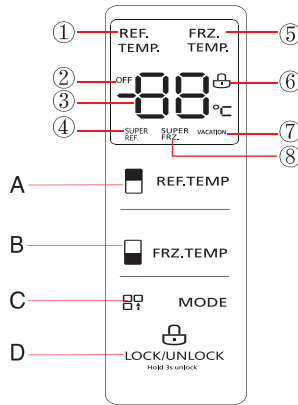 ① REF. TEMP. FRZ. TEMP. ⑤
② OFF
③ -88 °C ⑥
④ SUPER REF. SUPER FRZ. VACATION ⑦
⑧
A REF.TEMP
B FRZ.TEMP
C MODE
D LOCK/UNLOCK
Hold 3s unlock